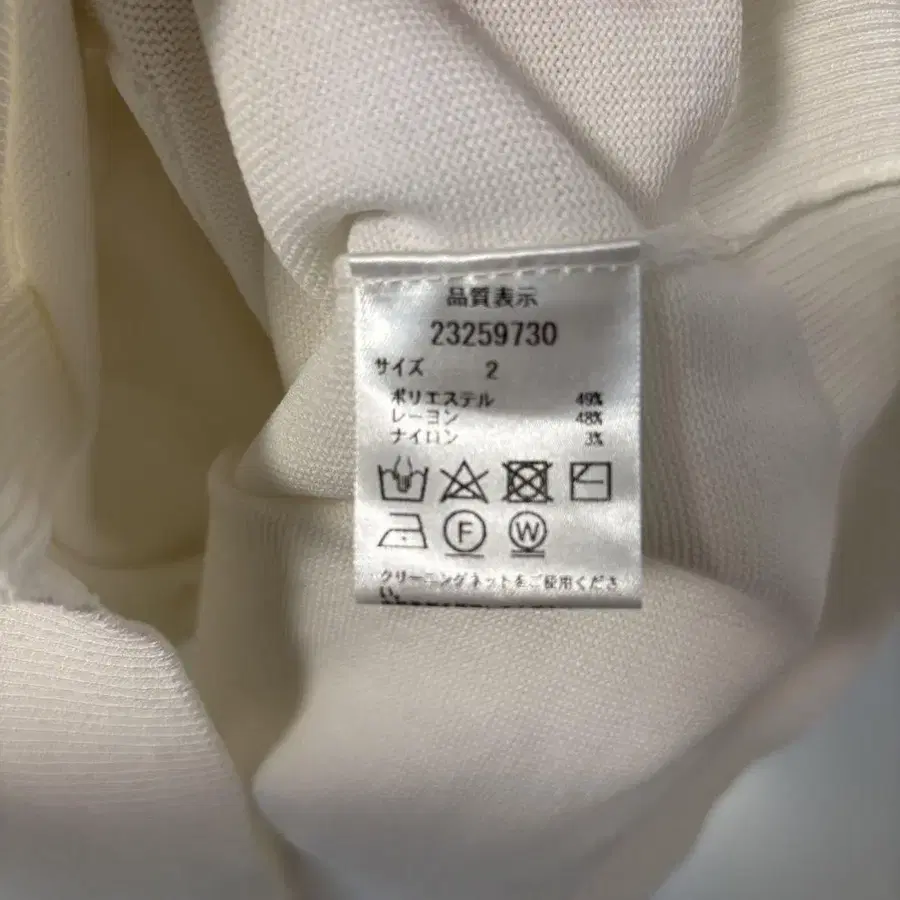 品質表示
23259730
サイズ 2
ポリエステル 49%
レーヨン 48%
ナイロン 3%
F W
クリーニングネットをご使用くださ
い。